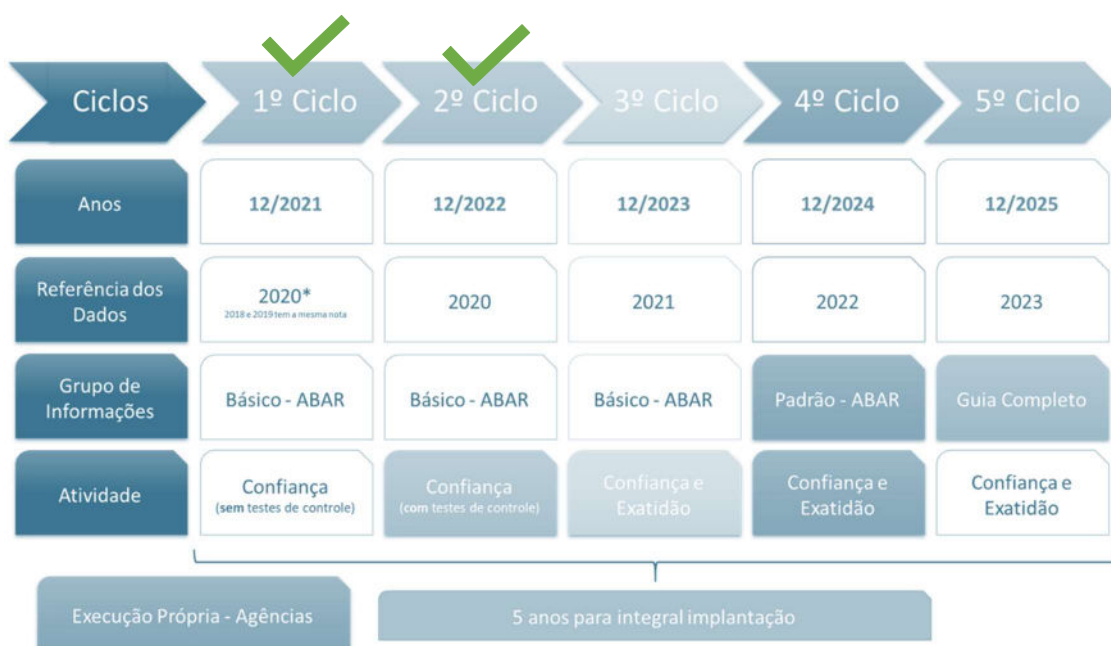 Ciclos
1º Ciclo
2º Ciclo
3º Ciclo
4º Ciclo
5º Ciclo
Anos
12/2021
12/2022
12/2023
12/2024
12/2025
Referência dos
Dados
2020*
2018 e 2019 tem a mesma nota
2020
2021
2022
2023
Grupo de
Informações
Básico - ABAR
Básico - ABAR
Básico - ABAR
Padrão - ABAR
Guia Completo
Atividade
Confiança
(sem testes de controle)
Confiança
(com testes de controle)
Confiança e
Exatidão
Confiança e
Exatidão
Confiança e
Exatidão
Execução Própria - Agências
5 anos para integral implantação